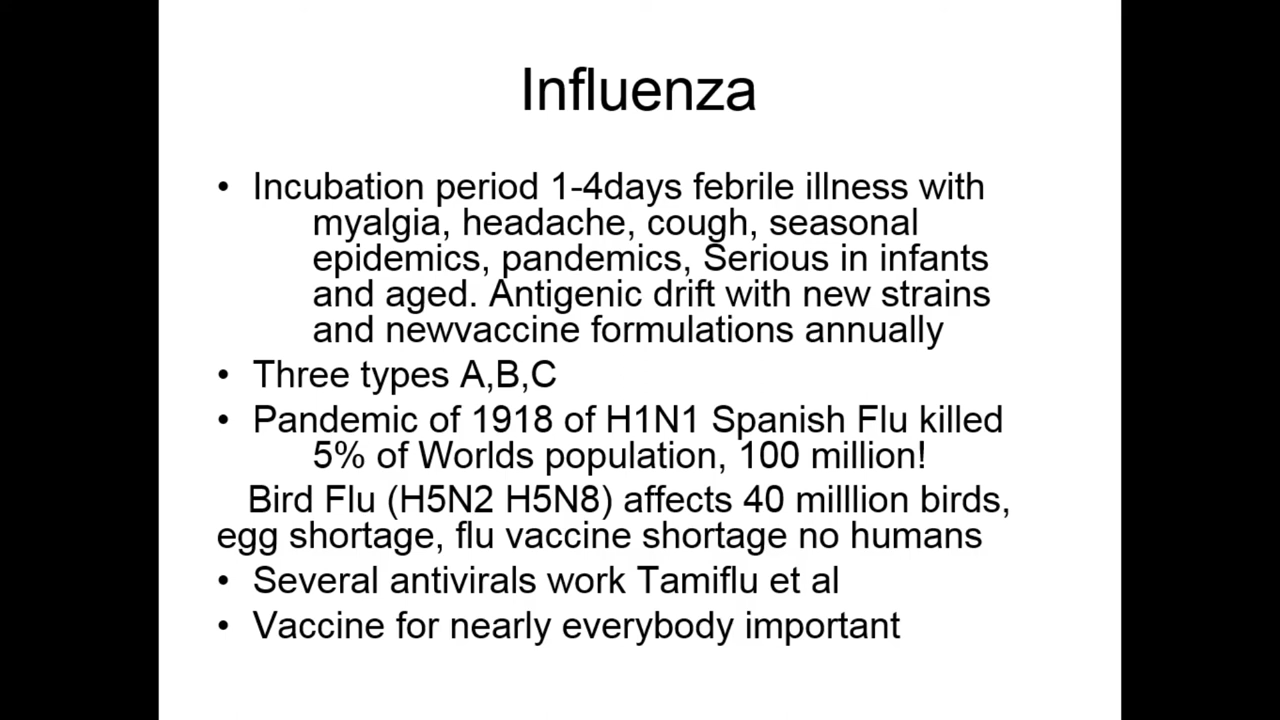 Influenza
• Incubation period 1-4days febrile illness with
myalgia, headache, cough, seasonal
epidemics, pandemics, Serious in infants
and aged. Antigenic drift with new strains
and newvaccine formulations annually
• Three types A,B,C
• Pandemic of 1918 of H1N1 Spanish Flu killed
5% of Worlds population, 100 million!
Bird Flu (H5N2 H5N8) affects 40 milllion birds,
egg shortage, flu vaccine shortage no humans
• Several antivirals work Tamiflu et al
• Vaccine for nearly everybody important